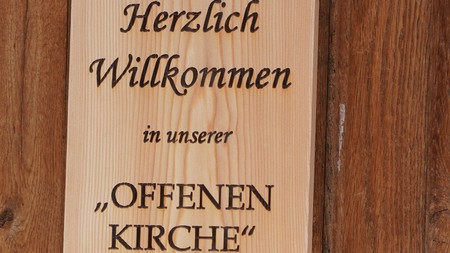 Herzlich
Willkommen
in unserer
„OFFENEN
KIRCHE“